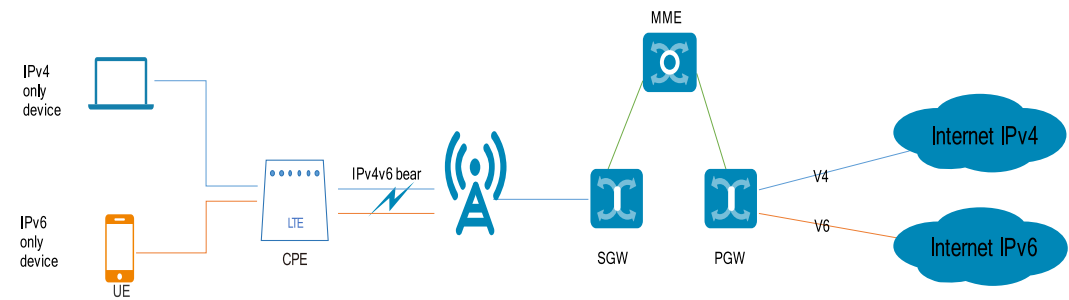 MME
IPv4
only
device
Internet IPv4
IPv4v6 bear
V4
LTE
IPv6
only
device
V6
Internet IPv6
CPE
SGW
PGW
UE